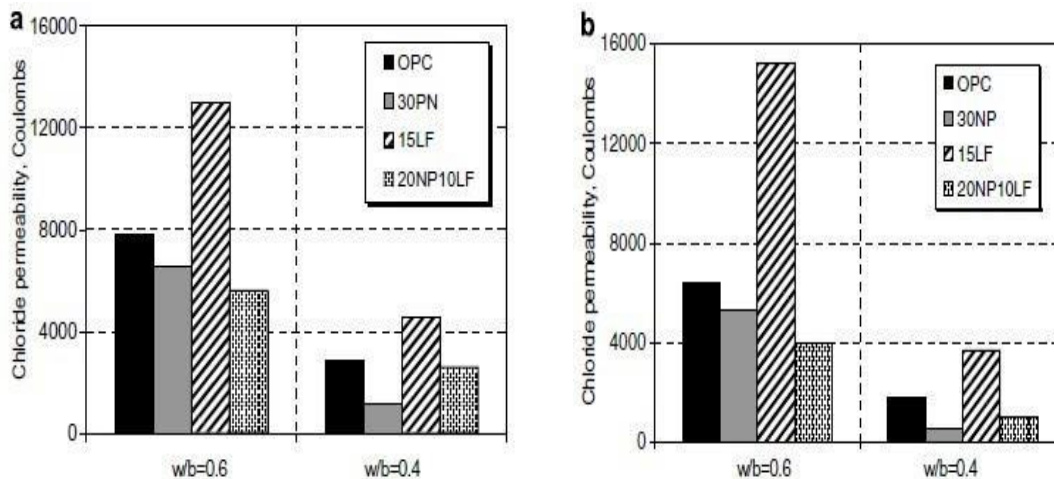 a
Chloride permeability, Coulombs
16000
12000
8000
4000
0
OPC
30PN
15LF
20NP10LF
w/b=0.6
w/b=0.4
b
Chloride permeability, Coulombs
16000
12000
8000
4000
0
OPC
30NP
15LF
20NP10LF
w/b=0.6
w/b=0.4